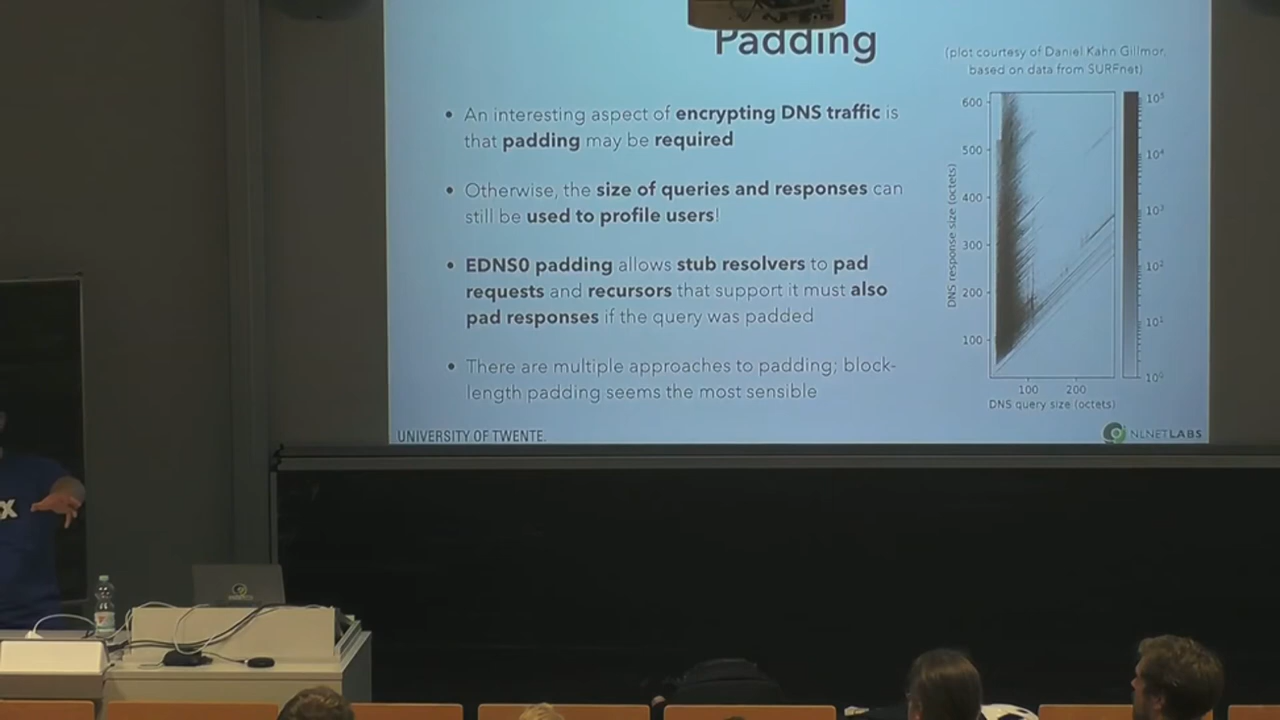 Padding
(plot courtesy of Daniel Kahn Gillmor,
based on data from SURFnet)
• An interesting aspect of encrypting DNS traffic is
that padding may be required
• Otherwise, the size of queries and responses can
still be used to profile users!
• EDNS0 padding allows stub resolvers to pad
requests and recursors that support it must also
pad responses if the query was padded
• There are multiple approaches to padding; block-
length padding seems the most sensible
DNS response size (octets)
600
500
400
300
200
100
100 200
DNS query size (octets)
10⁵
10⁴
10³
10²
10¹
10⁰
UNIVERSITY OF TWENTE.
NLNETLABS
x